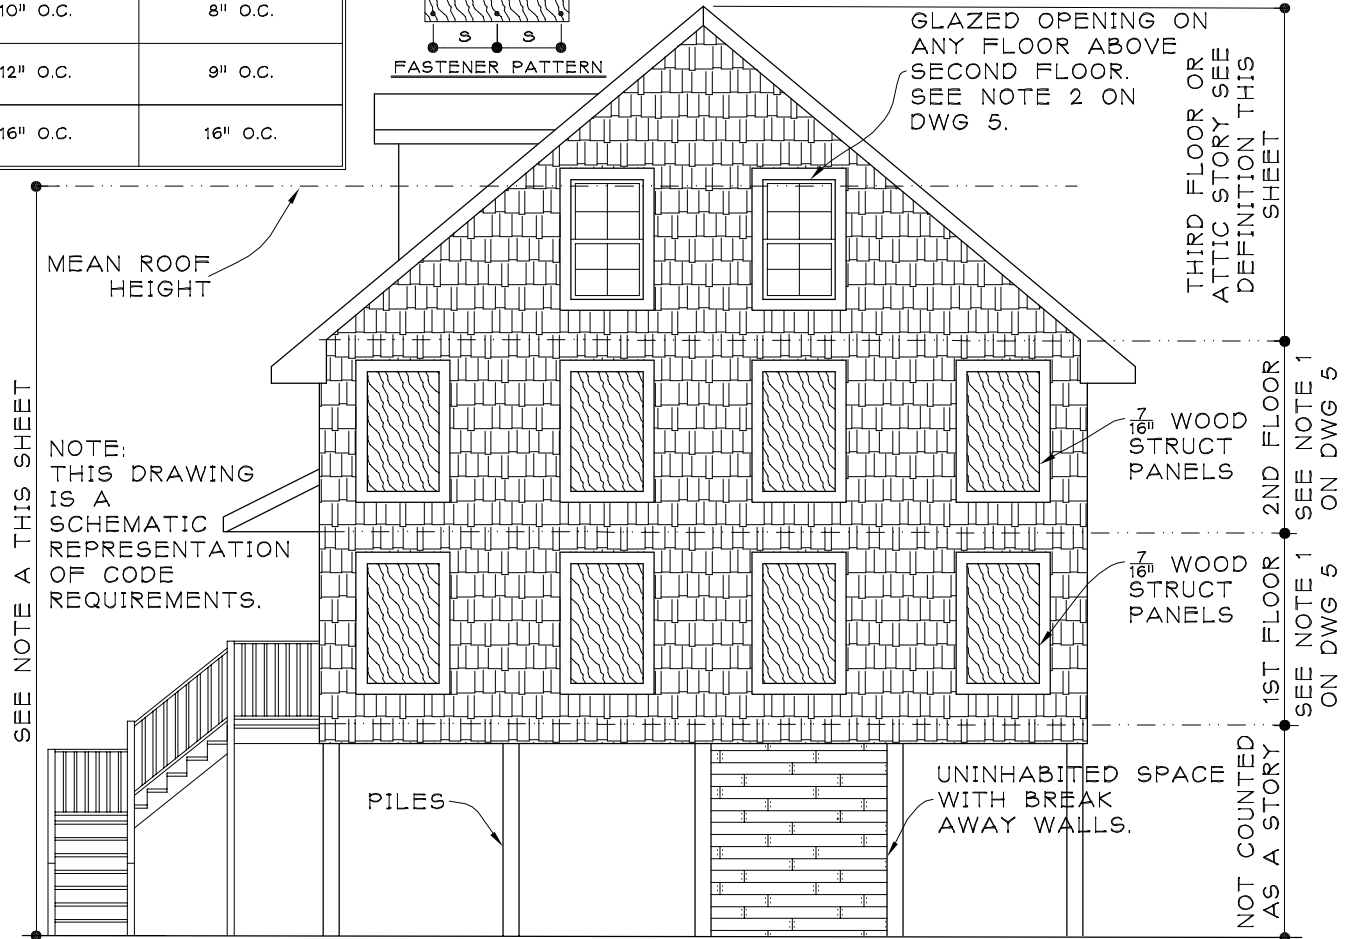 10" O.C. 8" O.C.
12" O.C. 9" O.C.
16" O.C. 16" O.C.
S S
FASTENER PATTERN
GLAZED OPENING ON
ANY FLOOR ABOVE
SECOND FLOOR.
SEE NOTE 2 ON
DWG 5.
THIRD FLOOR OR
ATTIC STORY SEE
DEFINITION THIS
SHEET
MEAN ROOF
HEIGHT
SEE NOTE A THIS SHEET
NOTE:
THIS DRAWING
IS A
SCHEMATIC
REPRESENTATION
OF CODE
REQUIREMENTS.
7/16" WOOD
STRUCT
PANELS
2ND FLOOR
SEE NOTE 1
ON DWG 5
7/16" WOOD
STRUCT
PANELS
1ST FLOOR
SEE NOTE 1
ON DWG 5
PILES
UNINHABITED SPACE
WITH BREAK
AWAY WALLS.
NOT COUNTED
AS A STORY